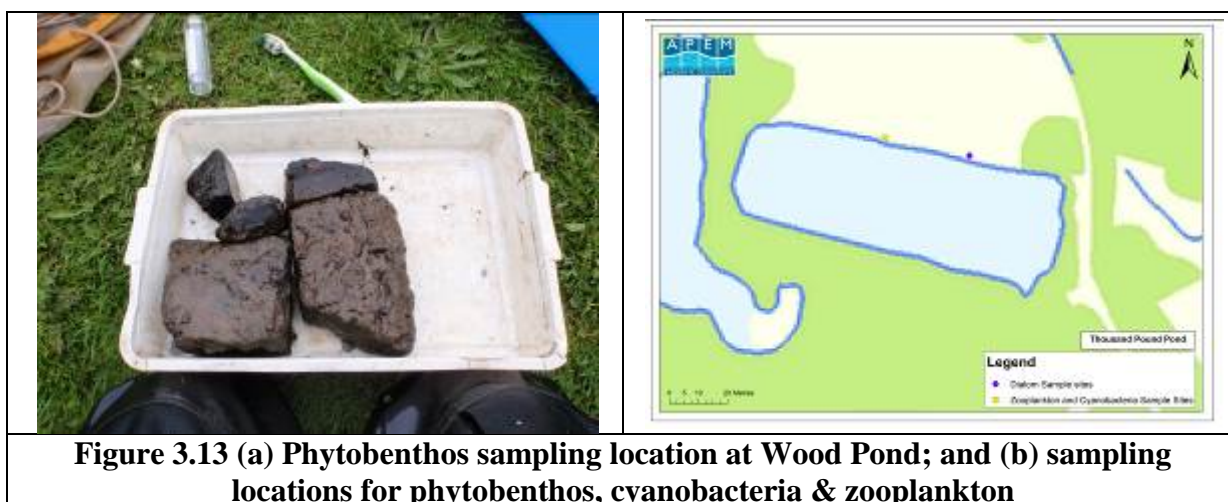 APEM
N
Thousand Pound Pond
Legend
Diatom Sample sites
Zooplankton and Cyanobacteria Sample Sites
Figure 3.13 (a) Phytobenthos sampling location at Wood Pond; and (b) sampling
locations for phytobenthos, cyanobacteria & zooplankton